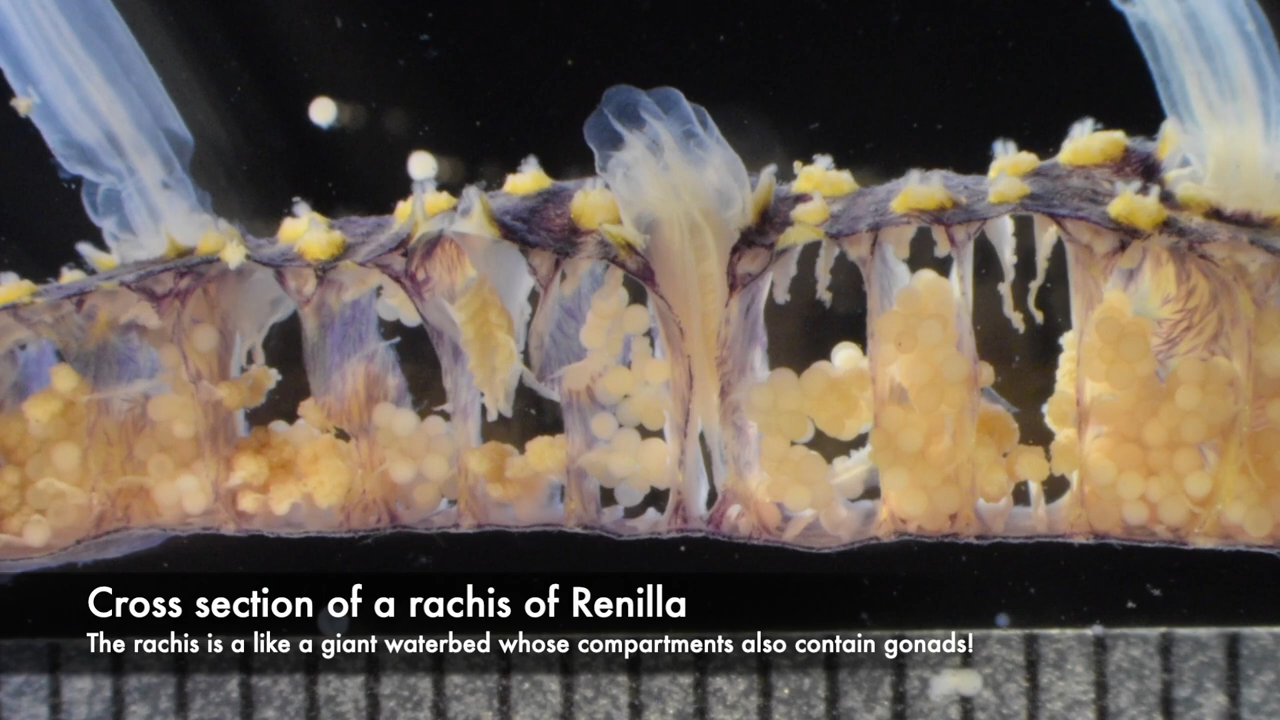 Cross section of a rachis of Renilla
The rachis is a like a giant waterbed whose compartments also contain gonads!